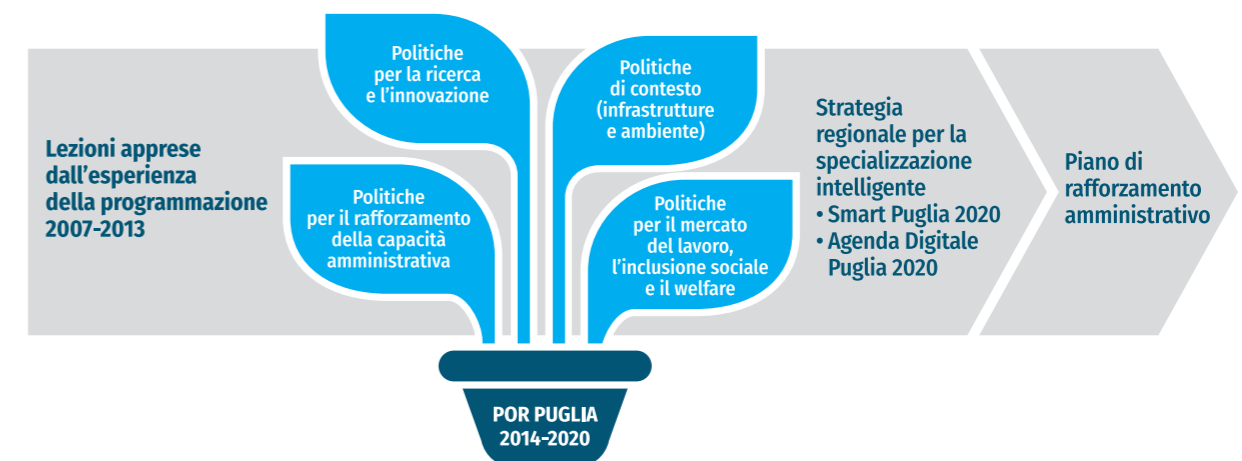 Lezioni apprese
dall'esperienza
della programmazione
2007-2013
Politiche
per la ricerca
e l'innovazione
Politiche
per il rafforzamento
della capacità
amministrativa
Politiche
di contesto
(infrastrutture
e ambiente)
Politiche
per il mercato
del lavoro,
l'inclusione sociale
e il welfare
POR PUGLIA
2014-2020
Strategia
regionale per la
specializzazione
intelligente
• Smart Puglia 2020
• Agenda Digitale
Puglia 2020
Piano di
rafforzamento
amministrativo